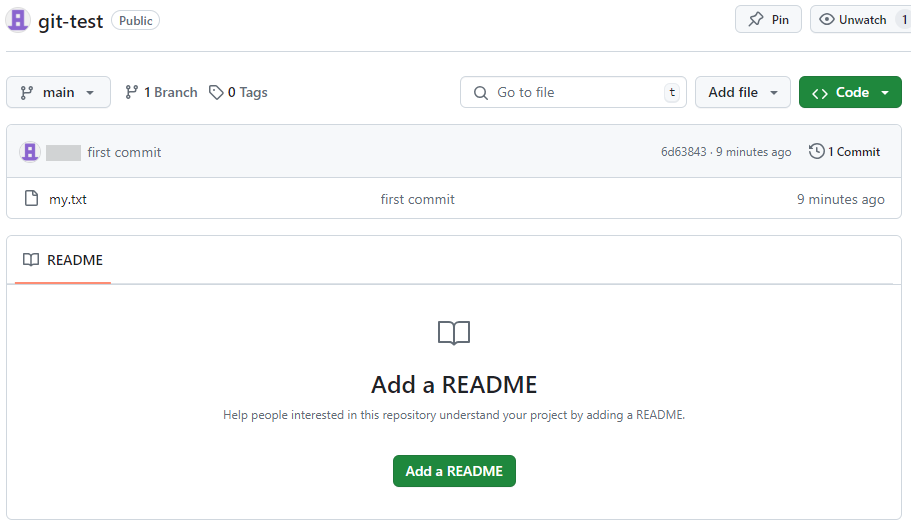 git-test Public Pin Unwatch 1
main 1 Branch 0 Tags Go to file t Add file Code
first commit 6d63843 · 9 minutes ago 1 Commit
my.txt first commit 9 minutes ago
README
Add a README
Help people interested in this repository understand your project by adding a README.
Add a README